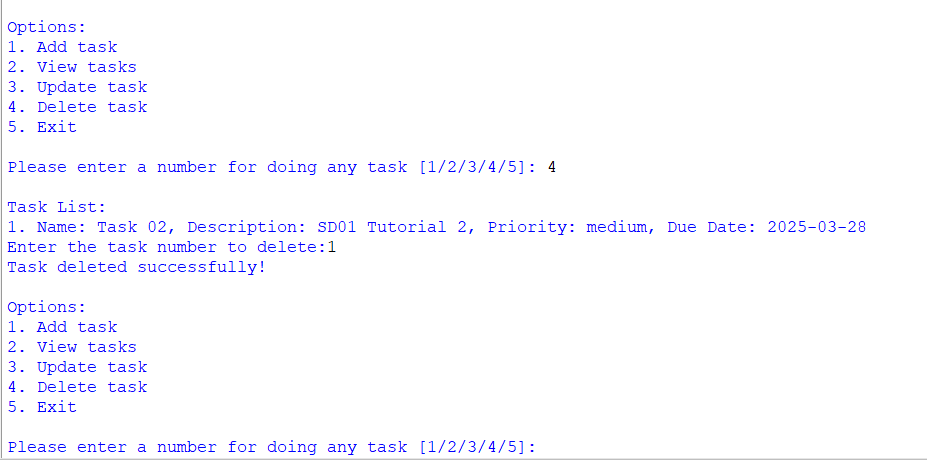 Options:
1. Add task
2. View tasks
3. Update task
4. Delete task
5. Exit
Please enter a number for doing any task [1/2/3/4/5]: 4
Task List:
1. Name: Task 02, Description: SD01 Tutorial 2, Priority: medium, Due Date: 2025-03-28
Enter the task number to delete:1
Task deleted successfully!
Options:
1. Add task
2. View tasks
3. Update task
4. Delete task
5. Exit
Please enter a number for doing any task [1/2/3/4/5]: